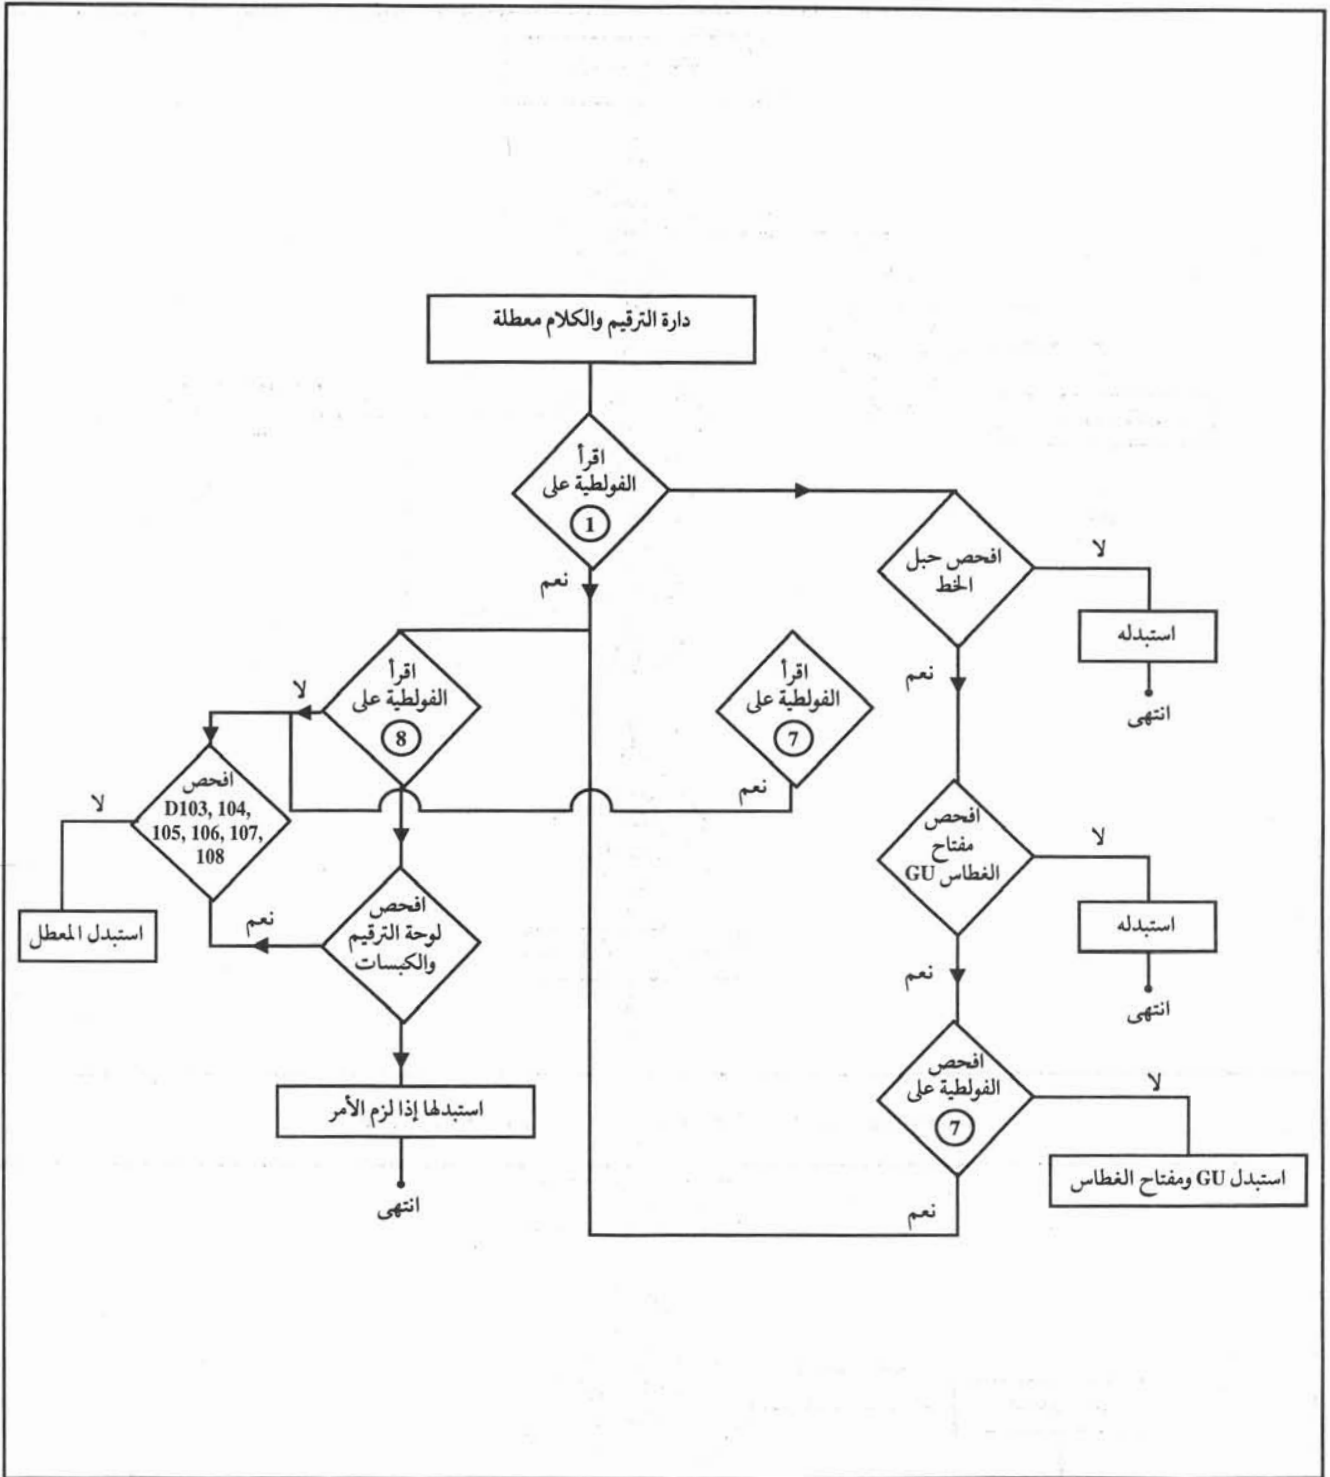 دارة الترقيم والكلام معطلة
اقرأ
الفولطية على
1
نعم
افحص حبل
الخط
لا
استبدله
انتهى
نعم
اقرأ
الفولطية على
7
نعم
اقرأ
الفولطية على
8
لا
افحص
D103, 104,
105, 106, 107,
108
لا
استبدل المعطل
نعم
افحص
لوحة الترقيم
والكبسات
استبدلها إذا لزم الأمر
انتهى
افحص
مفتاح
الغطاس GU
لا
استبدله
انتهى
نعم
افحص
الفولطية على
7
لا
استبدل GU ومفتاح الغطاس
نعم